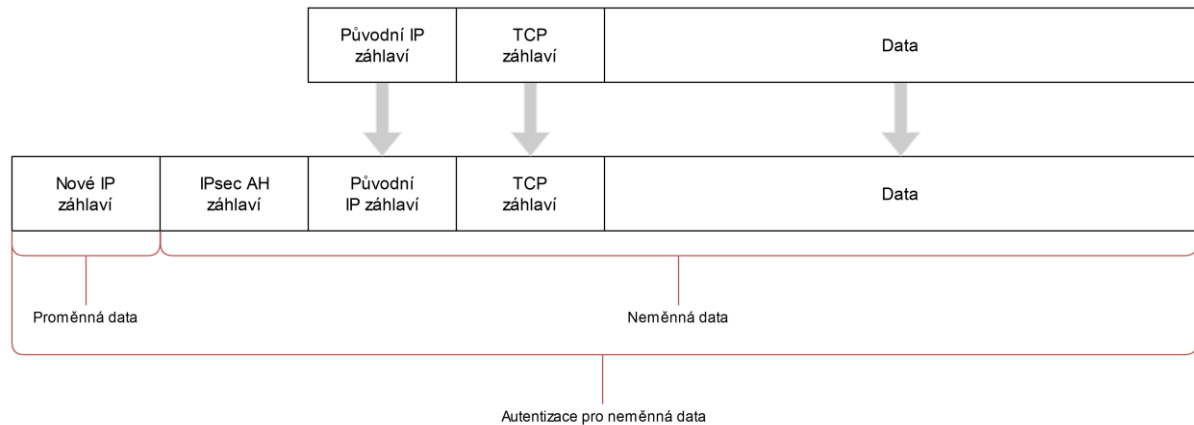 Původní IP
záhlaví
TCP
záhlaví
Data
Nové IP
záhlaví
IPsec AH
záhlaví
Původní
IP záhlaví
TCP
záhlaví
Data
Proměnná data
Neměnná data
Autentizace pro neměnná data